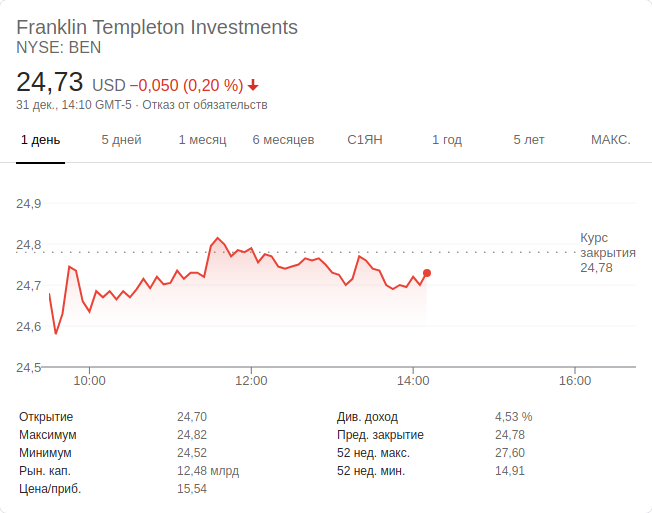 Franklin Templeton Investments
NYSE: BEN
24,73 USD −0,050 (0,20 %)
31 дек., 14:10 GMT-5 · Отказ от обязательств
1 день 5 дней 1 месяц 6 месяцев С1ЯН 1 год 5 лет МАКС.
24,9
24,8
24,7
24,6
24,5
Курс
закрытия
24,78
10:00 12:00 14:00 16:00
Открытие 24,70
Максимум 24,82
Минимум 24,52
Рын. кап. 12,48 млрд
Цена/приб. 15,54
Див. доход 4,53 %
Пред. закрытие 24,78
52 нед. макс. 27,60
52 нед. мин. 14,91